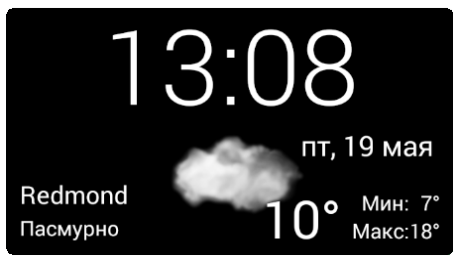 13:08
пт, 19 мая
Redmond
Пасмурно
10°
Мин: 7°
Макс:18°